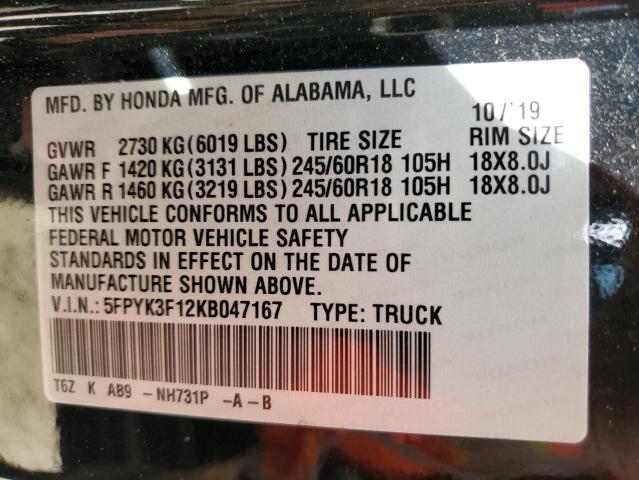 MFD. BY HONDA MFG. OF ALABAMA, LLC 10/'19
GVWR 2730 KG(6019 LBS) TIRE SIZE RIM SIZE
GAWR F 1420 KG(3131 LBS) 245/60R18 105H 18X8.0J
GAWR R 1460 KG(3219 LBS) 245/60R18 105H 18X8.0J
THIS VEHICLE CONFORMS TO ALL APPLICABLE
FEDERAL MOTOR VEHICLE SAFETY
STANDARDS IN EFFECT ON THE DATE OF
MANUFACTURE SHOWN ABOVE.
V.I.N.: 5FPYK3F12KB047167 TYPE: TRUCK
T6Z K AB9 -NH731P -A-B